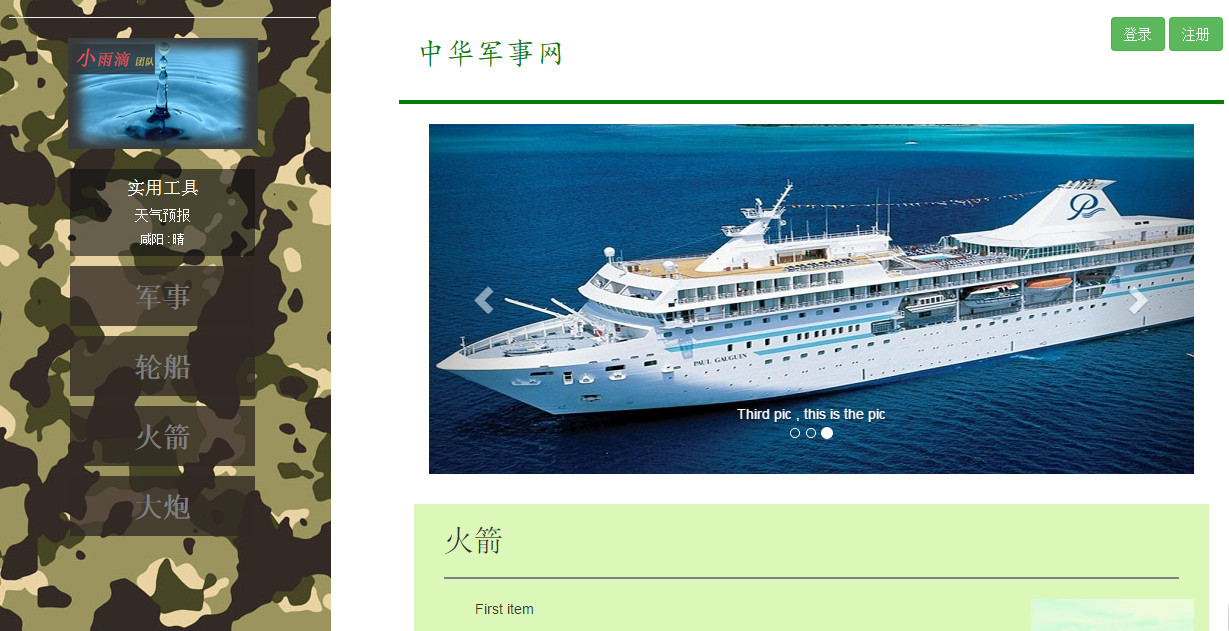 小雨滴 团队
实用工具
天气预报
咸阳 : 晴
军事
轮船
火箭
大炮
中华军事网
登录 注册
PAUL GAUGUIN
Third pic , this is the pic
火箭
First item